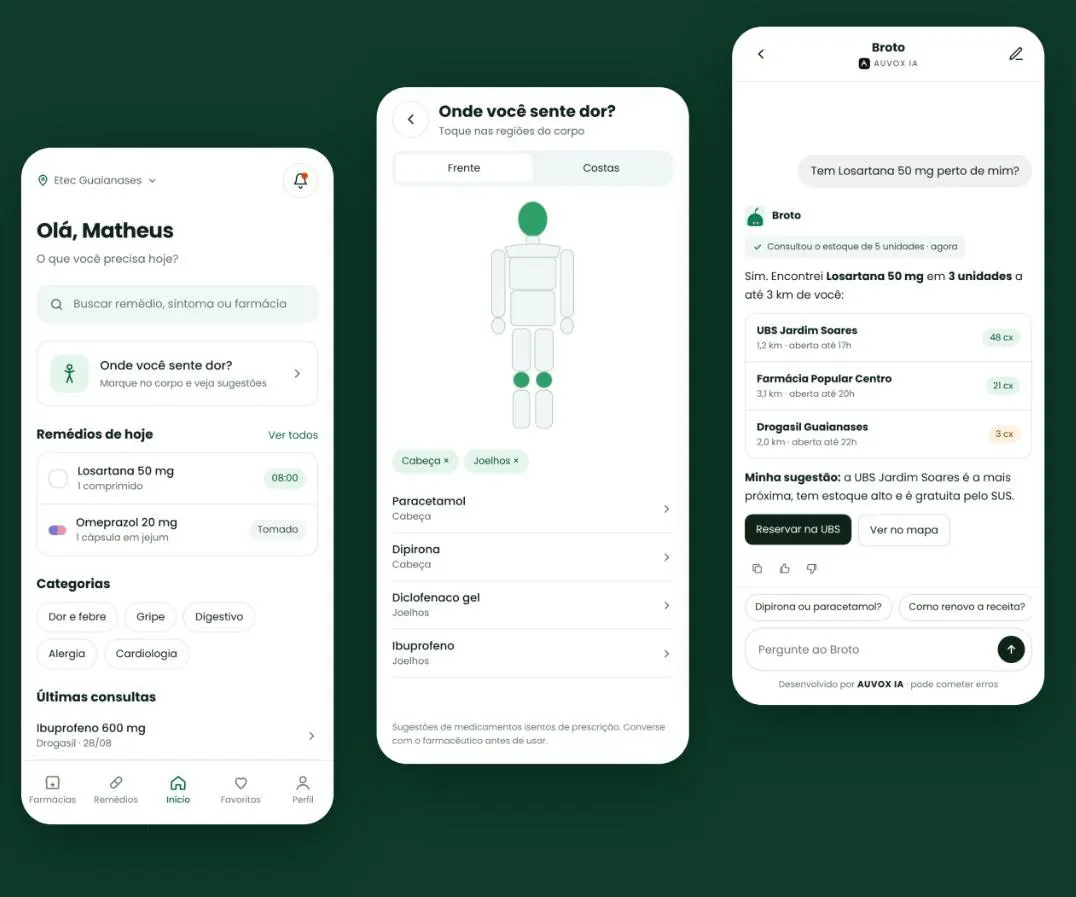 Etec Guaianases
Olá, Matheus
O que você precisa hoje?
Buscar remédio, sintoma ou farmácia
Onde você sente dor?
Marque no corpo e veja sugestões
Remédios de hoje
Ver todos
Losartana 50 mg
1 comprimido
08:00
Omeprazol 20 mg
1 cápsula em jejum
Tomado
Categorias
Dor e febre
Gripe
Digestivo
Alergia
Cardiologia
Últimas consultas
Ibuprofeno 600 mg
Drogasil · 28/08
Farmácias
Remédios
Início
Favoritos
Perfil
Onde você sente dor?
Toque nas regiões do corpo
Frente
Costas
Cabeça ×
Joelhos ×
Paracetamol
Cabeça
Dipirona
Cabeça
Diclofenaco gel
Joelhos
Ibuprofeno
Joelhos
Sugestões de medicamentos isentos de prescrição. Converse
com o farmacêutico antes de usar.
Broto
A AUVOX IA
Tem Losartana 50 mg perto de mim?
Broto
Consultou o estoque de 5 unidades · agora
Sim. Encontrei Losartana 50 mg em 3 unidades a
até 3 km de você:
UBS Jardim Soares
1,2 km · aberta até 17h
48 cx
Farmácia Popular Centro
3,1 km · aberta até 20h
21 cx
Drogasil Guaianases
2,0 km · aberta até 22h
3 cx
Minha sugestão: a UBS Jardim Soares é a mais
próxima, tem estoque alto e é gratuita pelo SUS.
Reservar na UBS
Ver no mapa
Dipirona ou paracetamol?
Como renovo a receita?
Pergunte ao Broto
Desenvolvido por AUVOX IA · pode cometer erros